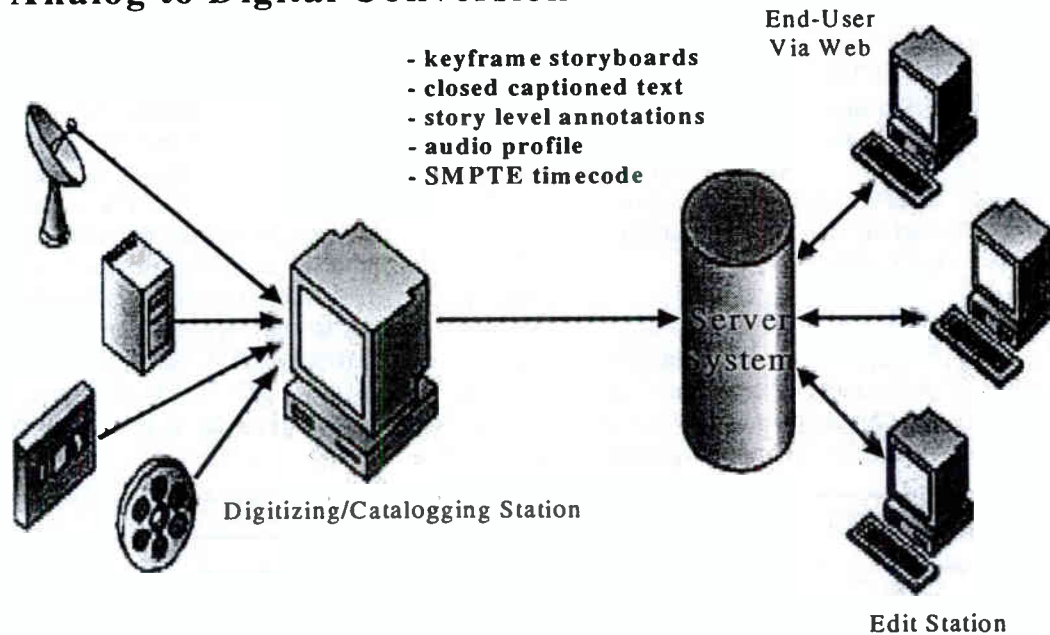 Analog to Digital Conversion
End-User
Via Web
- keyframe storyboards
- closed captioned text
- story level annotations
- audio profile
- SMPTE timecode
Server
System
Digitizing/Catalogging Station
Edit Station